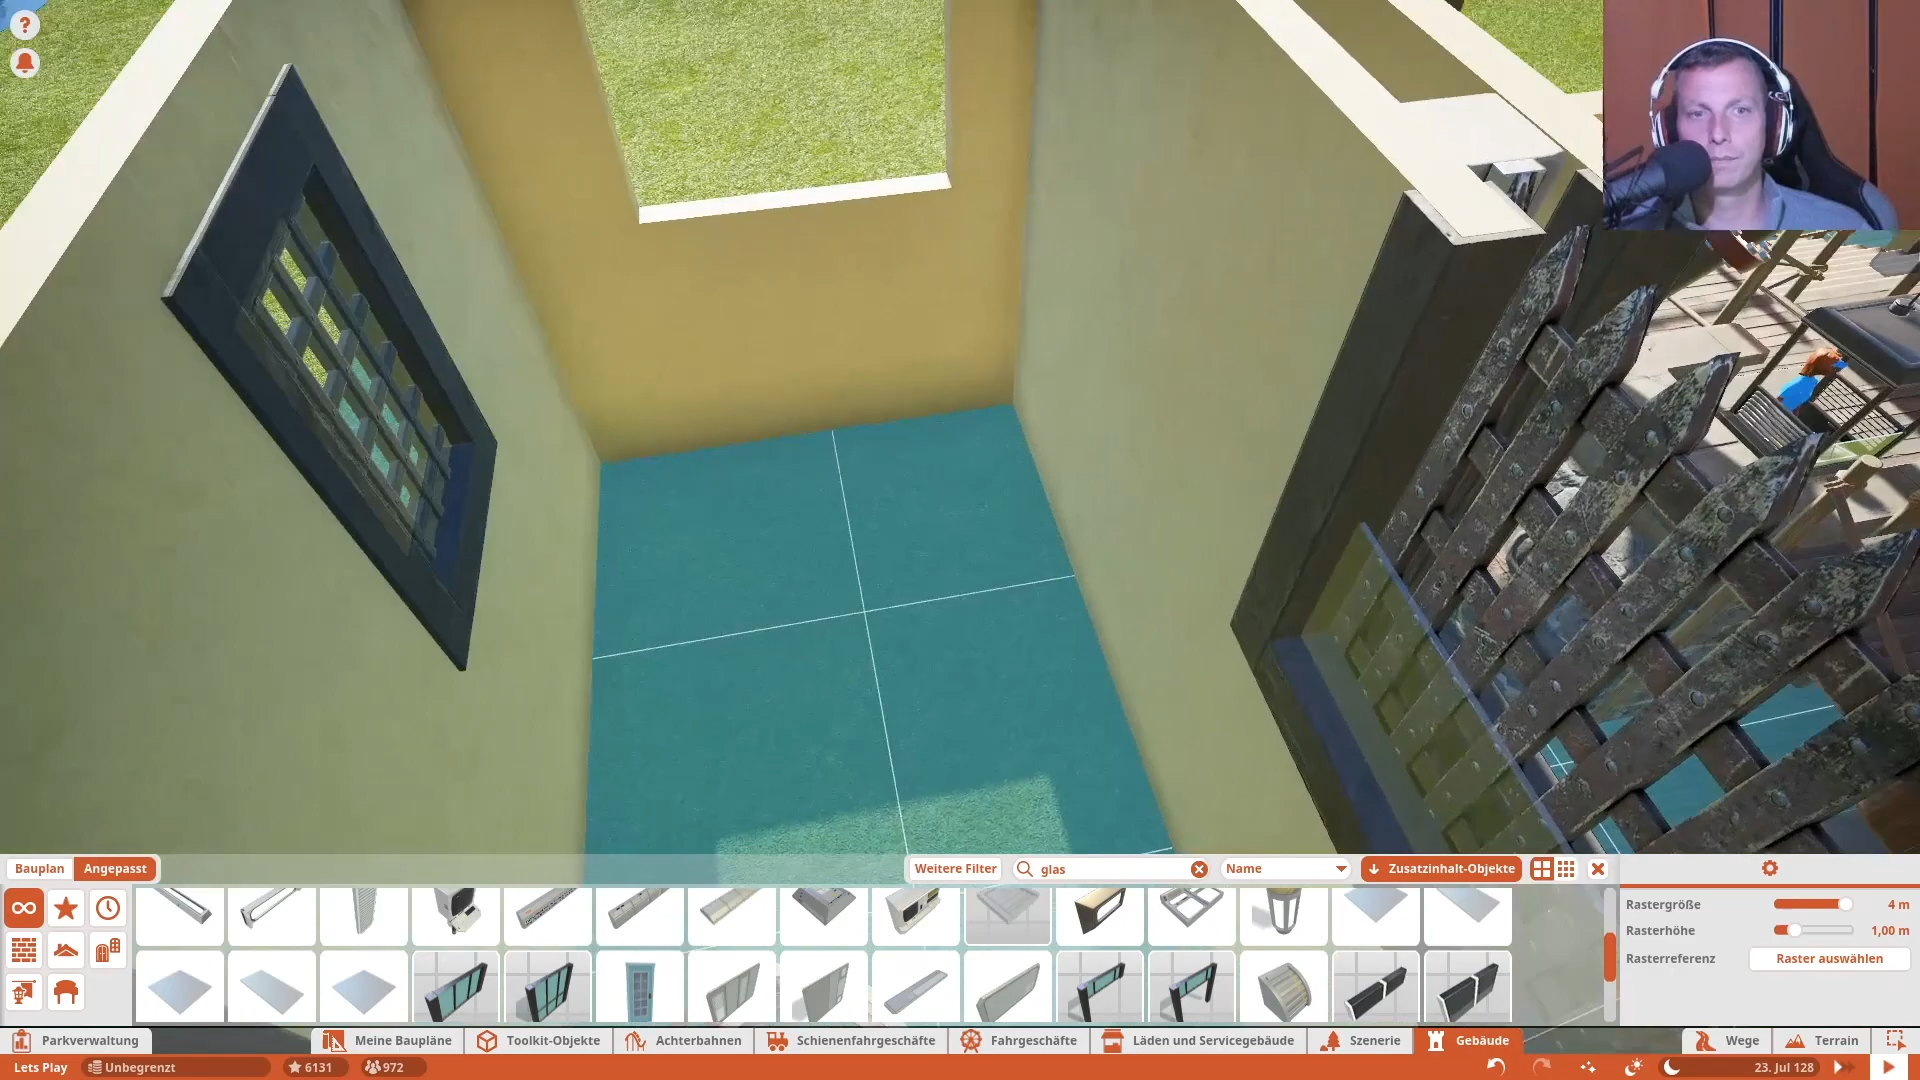 ?
Bauplan
Angepasst
Weitere Filter
glas
Name
Zusatzinhalt-Objekte
Rastergröße
4 m
Rasterhöhe
1,00 m
Rasterreferenz
Raster auswählen
Parkverwaltung
Meine Baupläne
Toolkit-Objekte
Achterbahnen
Schienenfahrgeschäfte
Fahrgeschäfte
Läden und Servicegebäude
Szenerie
Gebäude
Wege
Terrain
Lets Play
Unbegrenzt
6131
972
23. Jul 128